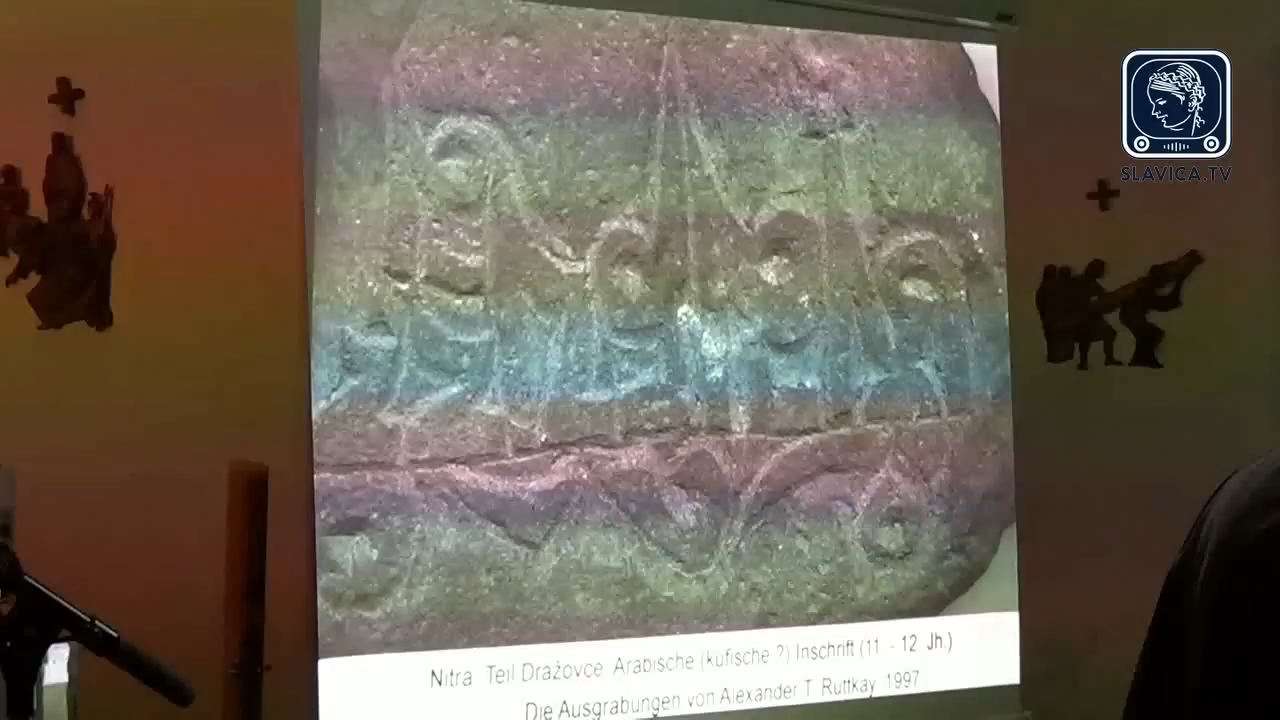 SLAVICA.TV
Nitra Teil Dražovce. Arabische (kufische ?) Inschrift (11. - 12. Jh.)
Die Ausgrabungen von Alexander T. Ruttkay 1997